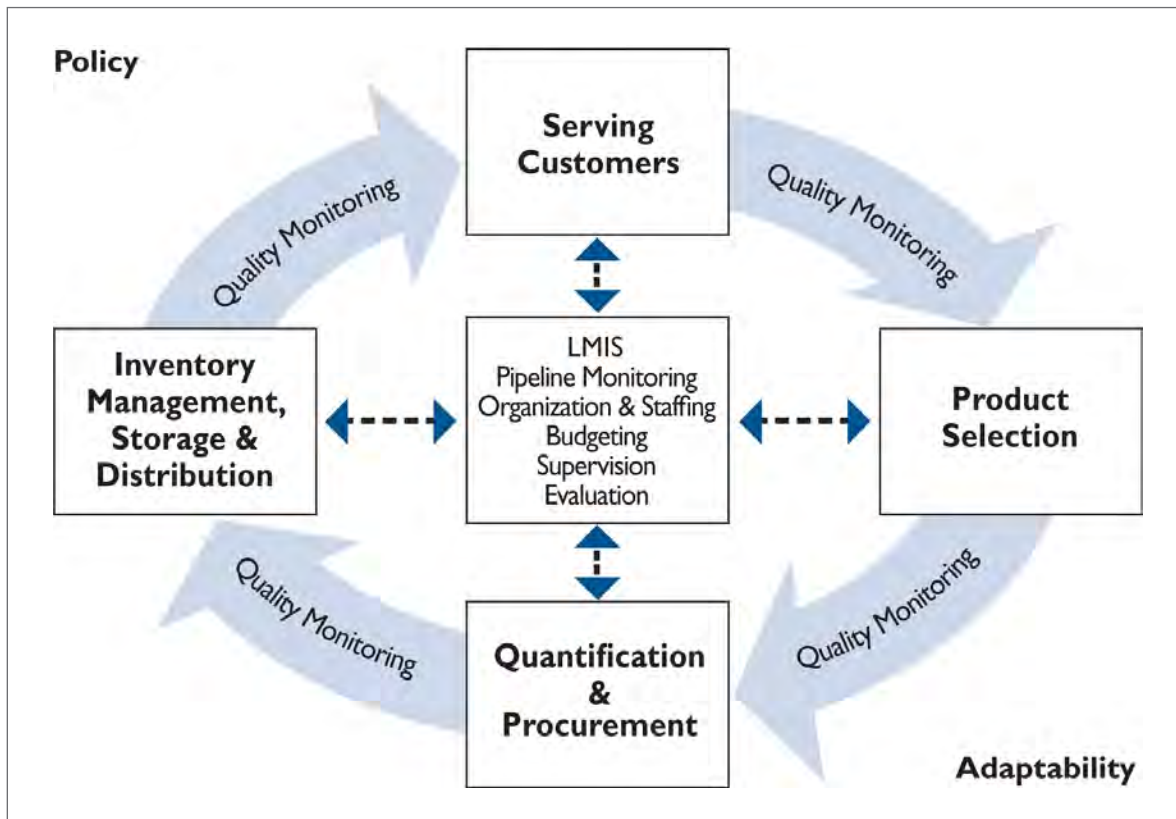 Policy
Serving
Customers
Quality Monitoring
Quality Monitoring
Inventory
Management,
Storage &
Distribution
LMIS
Pipeline Monitoring
Organization & Staffing
Budgeting
Supervision
Evaluation
Product
Selection
Quality Monitoring
Quality Monitoring
Quantification
&
Procurement
Adaptability